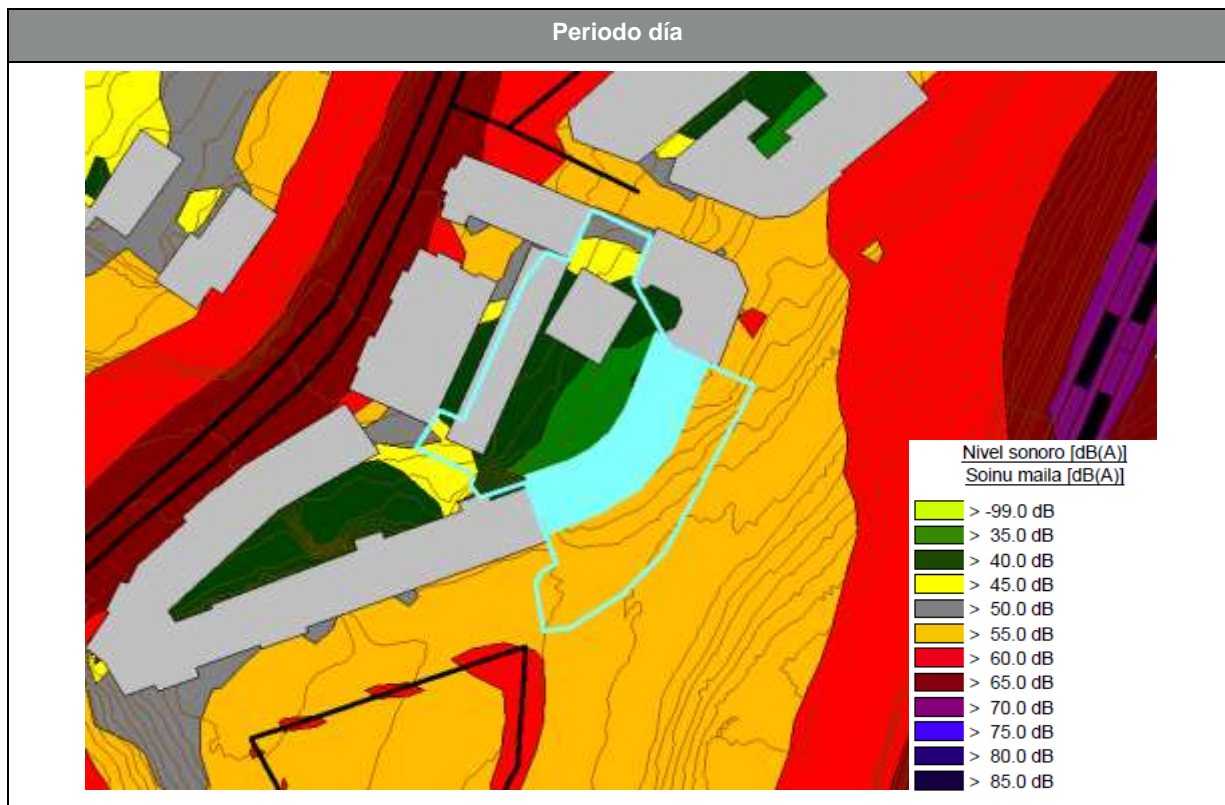 Periodo día
Nivel sonoro [dB(A)]
Soinu maila [dB(A)]
> -99.0 dB
> 35.0 dB
> 40.0 dB
> 45.0 dB
> 50.0 dB
> 55.0 dB
> 60.0 dB
> 65.0 dB
> 70.0 dB
> 75.0 dB
> 80.0 dB
> 85.0 dB